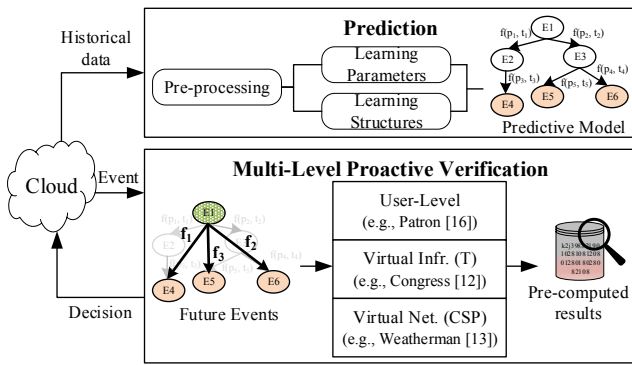 Prediction
Historical
data
Pre-processing
Learning
Parameters
Learning
Structures
E1
f(p₁, t₁)
f(p₂, t₂)
E2
E3
f(p₃, t₃)
f(p₄, t₄)
f(p₅, t₅)
E4
E5
E6
Predictive Model
Multi-Level Proactive Verification
Cloud
Event
Decision
E1
f(p₁, t₁)
f(p₂, t₂)
f₁
f₃
f₂
E2
E4
E5
E6
Future Events
User-Level
(e.g., Patron [16])
Virtual Infr. (T)
(e.g., Congress [12])
Virtual Net. (CSP)
(e.g., Weatherman [13])
Pre-computed
results